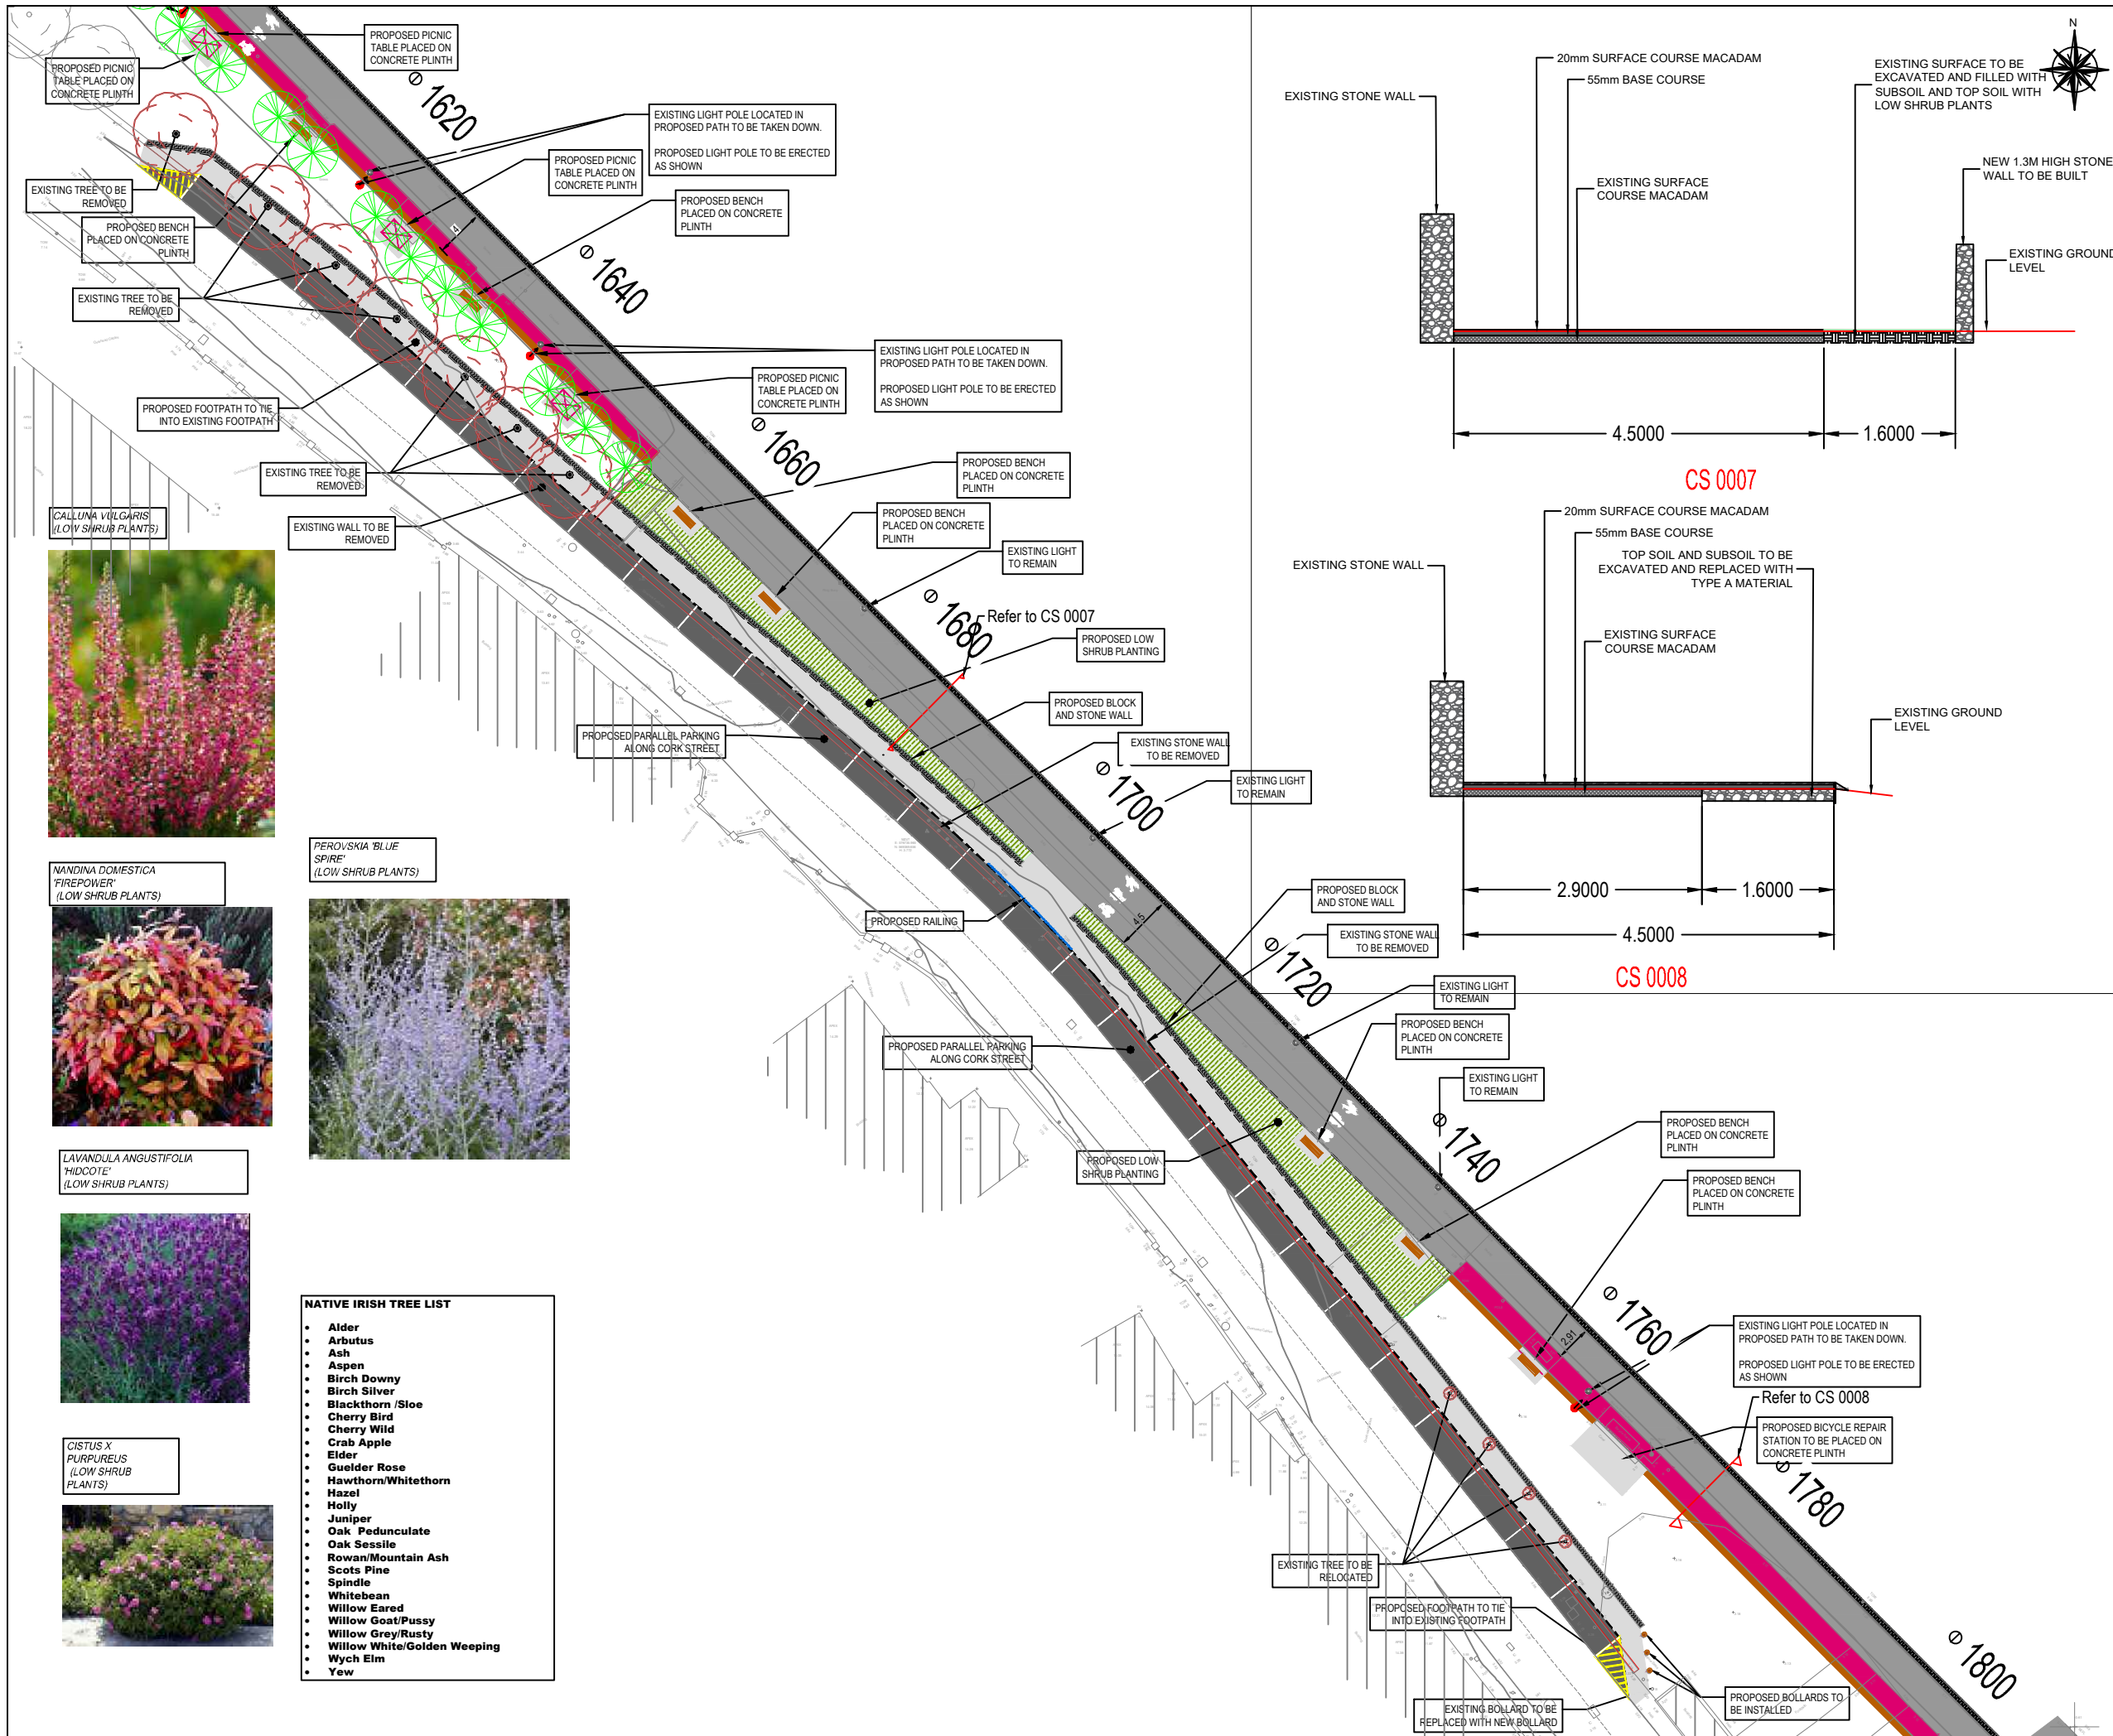 PROPOSED PICNIC
TABLE PLACED ON
CONCRETE PLINTH
PROPOSED PICNIC
TABLE PLACED ON
CONCRETE PLINTH
1620
EXISTING LIGHT POLE LOCATED IN
PROPOSED PATH TO BE TAKEN DOWN.
PROPOSED LIGHT POLE TO BE ERECTED
AS SHOWN
PROPOSED PICNIC
TABLE PLACED ON
CONCRETE PLINTH
EXISTING TREE TO BE
REMOVED
PROPOSED BENCH
PLACED ON CONCRETE
PLINTH
PROPOSED BENCH
PLACED ON CONCRETE
PLINTH
4
1640
EXISTING TREE TO BE
REMOVED
EXISTING LIGHT POLE LOCATED IN
PROPOSED PATH TO BE TAKEN DOWN.
PROPOSED LIGHT POLE TO BE ERECTED
AS SHOWN
PROPOSED PICNIC
TABLE PLACED ON
CONCRETE PLINTH
PROPOSED FOOTPATH TO TIE
INTO EXISTING FOOTPATH
1660
EXISTING TREE TO BE
REMOVED
PROPOSED BENCH
PLACED ON CONCRETE
PLINTH
EXISTING WALL TO BE
REMOVED
PROPOSED BENCH
PLACED ON CONCRETE
PLINTH
EXISTING LIGHT
TO REMAIN
1680
Refer to CS 0007
PROPOSED LOW
SHRUB PLANTING
PROPOSED BLOCK
AND STONE WALL
PROPOSED PARALLEL PARKING
ALONG CORK STREET
EXISTING STONE WALL
TO BE REMOVED
EXISTING LIGHT
TO REMAIN
1700
PROPOSED RAILING
4.5
PROPOSED BLOCK
AND STONE WALL
EXISTING STONE WALL
TO BE REMOVED
1720
EXISTING LIGHT
TO REMAIN
PROPOSED BENCH
PLACED ON CONCRETE
PLINTH
PROPOSED PARALLEL PARKING
ALONG CORK STREET
EXISTING LIGHT
TO REMAIN
1740
PROPOSED LOW
SHRUB PLANTING
PROPOSED BENCH
PLACED ON CONCRETE
PLINTH
PROPOSED BENCH
PLACED ON CONCRETE
PLINTH
1760
2.91
EXISTING LIGHT POLE LOCATED IN
PROPOSED PATH TO BE TAKEN DOWN.
PROPOSED LIGHT POLE TO BE ERECTED
AS SHOWN
Refer to CS 0008
PROPOSED BICYCLE REPAIR
STATION TO BE PLACED ON
CONCRETE PLINTH
1780
EXISTING TREE TO BE
RELOCATED
PROPOSED FOOTPATH TO TIE
INTO EXISTING FOOTPATH
1800
EXISTING BOLLARD TO BE
REPLACED WITH NEW BOLLARD
PROPOSED BOLLARDS TO
BE INSTALLED
N
20mm SURFACE COURSE MACADAM
55mm BASE COURSE
EXISTING STONE WALL
EXISTING SURFACE TO BE
EXCAVATED AND FILLED WITH
SUBSOIL AND TOP SOIL WITH
LOW SHRUB PLANTS
NEW 1.3M HIGH STONE
WALL TO BE BUILT
EXISTING SURFACE
COURSE MACADAM
EXISTING GROUND
LEVEL
4.5000
1.6000
CS 0007
20mm SURFACE COURSE MACADAM
55mm BASE COURSE
TOP SOIL AND SUBSOIL TO BE
EXCAVATED AND REPLACED WITH
TYPE A MATERIAL
EXISTING STONE WALL
EXISTING SURFACE
COURSE MACADAM
EXISTING GROUND
LEVEL
2.9000
1.6000
4.5000
CS 0008
CALLUNA VULGARIS
(LOW SHRUB PLANTS)
NANDINA DOMESTICA
'FIREPOWER'
(LOW SHRUB PLANTS)
PEROVSKIA 'BLUE
SPIRE'
(LOW SHRUB PLANTS)
LAVANDULA ANGUSTIFOLIA
'HIDCOTE'
(LOW SHRUB PLANTS)
CISTUS X
PURPUREUS
(LOW SHRUB
PLANTS)
NATIVE IRISH TREE LIST
• Alder
• Arbutus
• Ash
• Aspen
• Birch Downy
• Birch Silver
• Blackthorn /Sloe
• Cherry Bird
• Cherry Wild
• Crab Apple
• Elder
• Guelder Rose
• Hawthorn/Whitethorn
• Hazel
• Holly
• Juniper
• Oak Pedunculate
• Oak Sessile
• Rowan/Mountain Ash
• Scots Pine
• Spindle
• Whitebean
• Willow Eared
• Willow Goat/Pussy
• Willow Grey/Rusty
• Willow White/Golden Weeping
• Wych Elm
• Yew